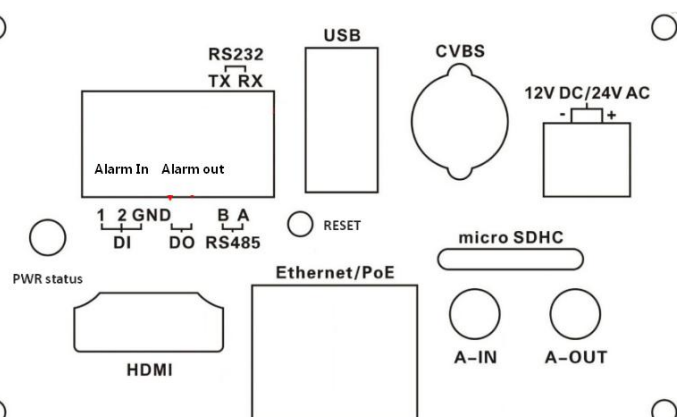 USB
RS232
TX RX
CVBS
12V DC/24V AC
- +
Alarm In Alarm out
1 2 GND B A
DI DO RS485
RESET
PWR status
micro SDHC
Ethernet/PoE
HDMI
A-IN A-OUT